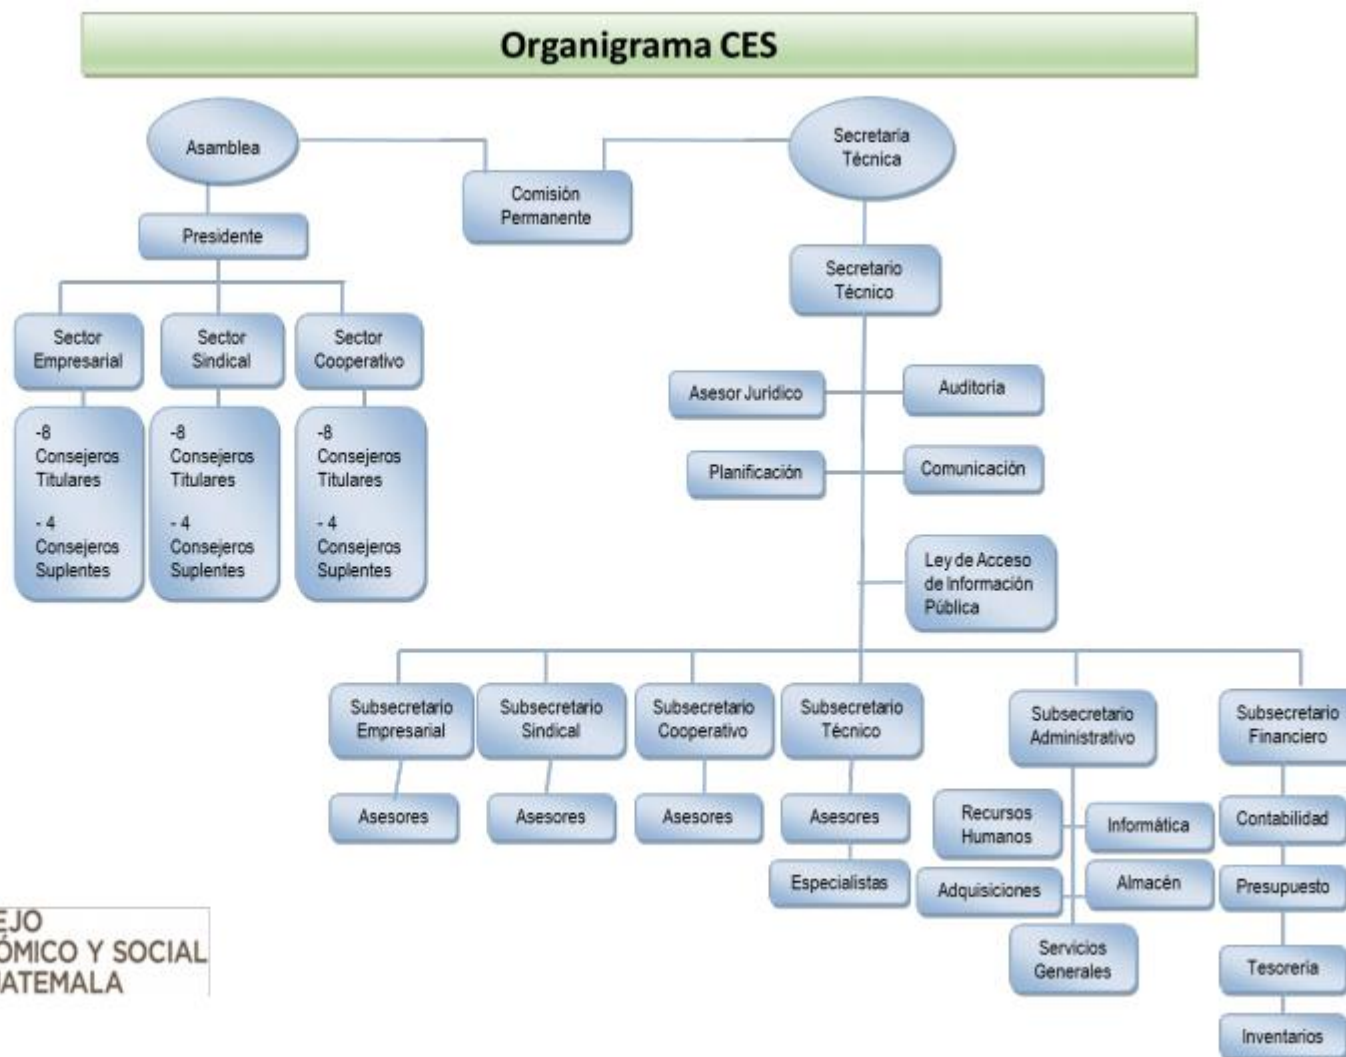 Organigrama CES
Asamblea
Secretaría
Técnica
Comisión
Permanente
Presidente
Secretario
Técnico
Sector
Empresarial
Sector
Sindical
Sector
Cooperativo
Asesor Jurídico
Auditoría
-8
Consejeros
Titulares
- 4
Consejeros
Suplentes
-8
Consejeros
Titulares
- 4
Consejeros
Suplentes
-8
Consejeros
Titulares
- 4
Consejeros
Suplentes
Planificación
Comunicación
Ley de Acceso
de Información
Pública
Subsecretario
Empresarial
Subsecretario
Sindical
Subsecretario
Cooperativo
Subsecretario
Técnico
Subsecretario
Administrativo
Subsecretario
Financiero
Asesores
Asesores
Asesores
Asesores
Especialistas
Recursos
Humanos
Informática
Adquisiciones
Almacén
Servicios
Generales
Contabilidad
Presupuesto
Tesorería
Inventarios
EJO
ÓMICO Y SOCIAL
ATEMALA